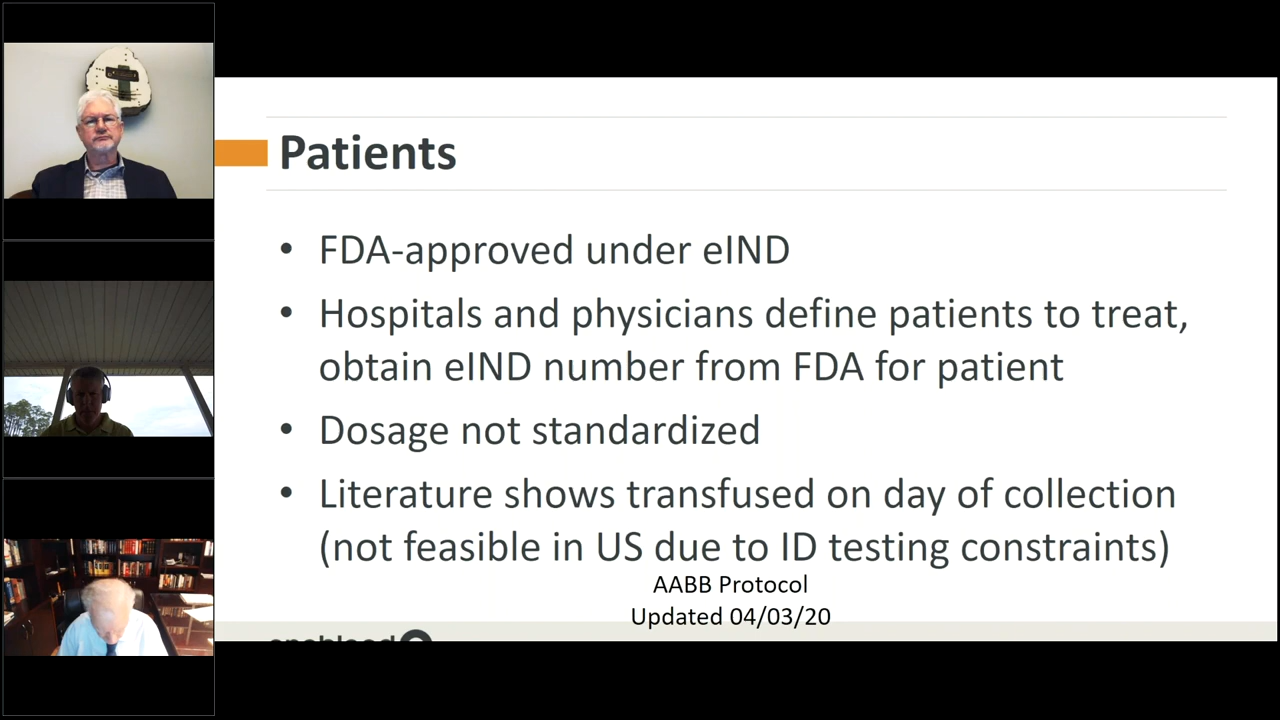 Patients
• FDA-approved under eIND
• Hospitals and physicians define patients to treat,
obtain eIND number from FDA for patient
• Dosage not standardized
• Literature shows transfused on day of collection
(not feasible in US due to ID testing constraints)
AABB Protocol
Updated 04/03/20